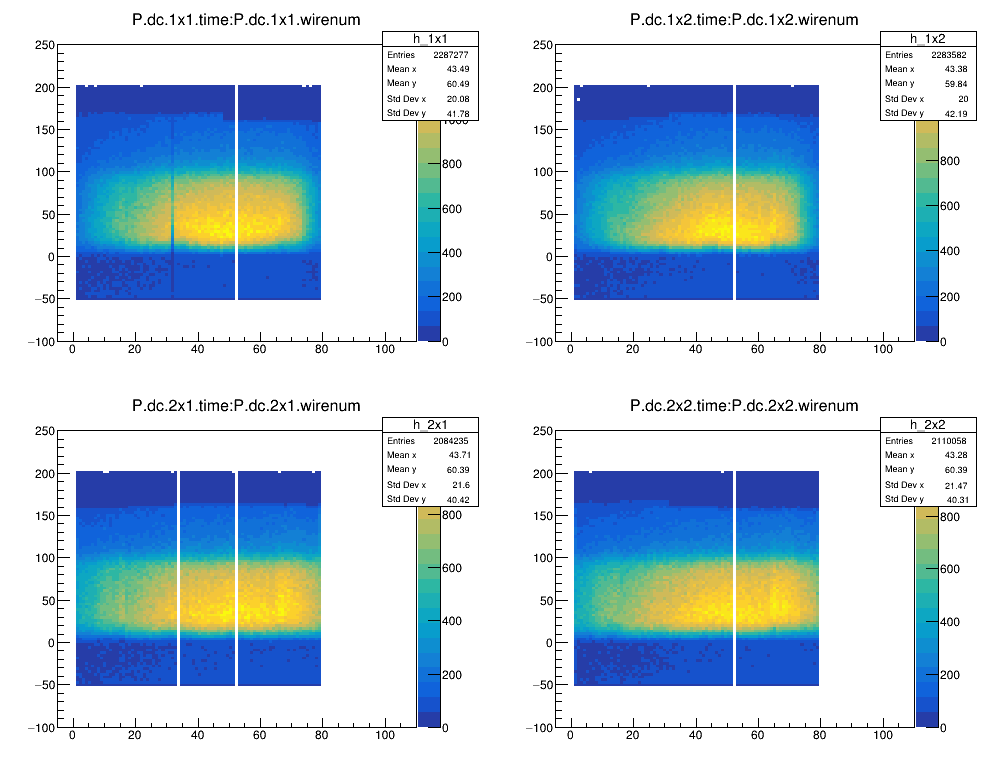 P.dc.1x1.time:P.dc.1x1.wirenum
h_1x1
Entries 2287277
Mean x 43.49
Mean y 60.49
Std Dev x 20.08
Std Dev y 41.78
250
200
150
100
50
0
−50
−100
0 20 40 60 80 100
800
600
400
200
0
P.dc.1x2.time:P.dc.1x2.wirenum
h_1x2
Entries 2283582
Mean x 43.38
Mean y 59.84
Std Dev x 20
Std Dev y 42.19
250
200
150
100
50
0
−50
−100
0 20 40 60 80 100
800
600
400
200
0
P.dc.2x1.time:P.dc.2x1.wirenum
h_2x1
Entries 2084235
Mean x 43.71
Mean y 60.39
Std Dev x 21.6
Std Dev y 40.42
250
200
150
100
50
0
−50
−100
0 20 40 60 80 100
800
600
400
200
0
P.dc.2x2.time:P.dc.2x2.wirenum
h_2x2
Entries 2110058
Mean x 43.28
Mean y 60.39
Std Dev x 21.47
Std Dev y 40.31
250
200
150
100
50
0
−50
−100
0 20 40 60 80 100
800
600
400
200
0